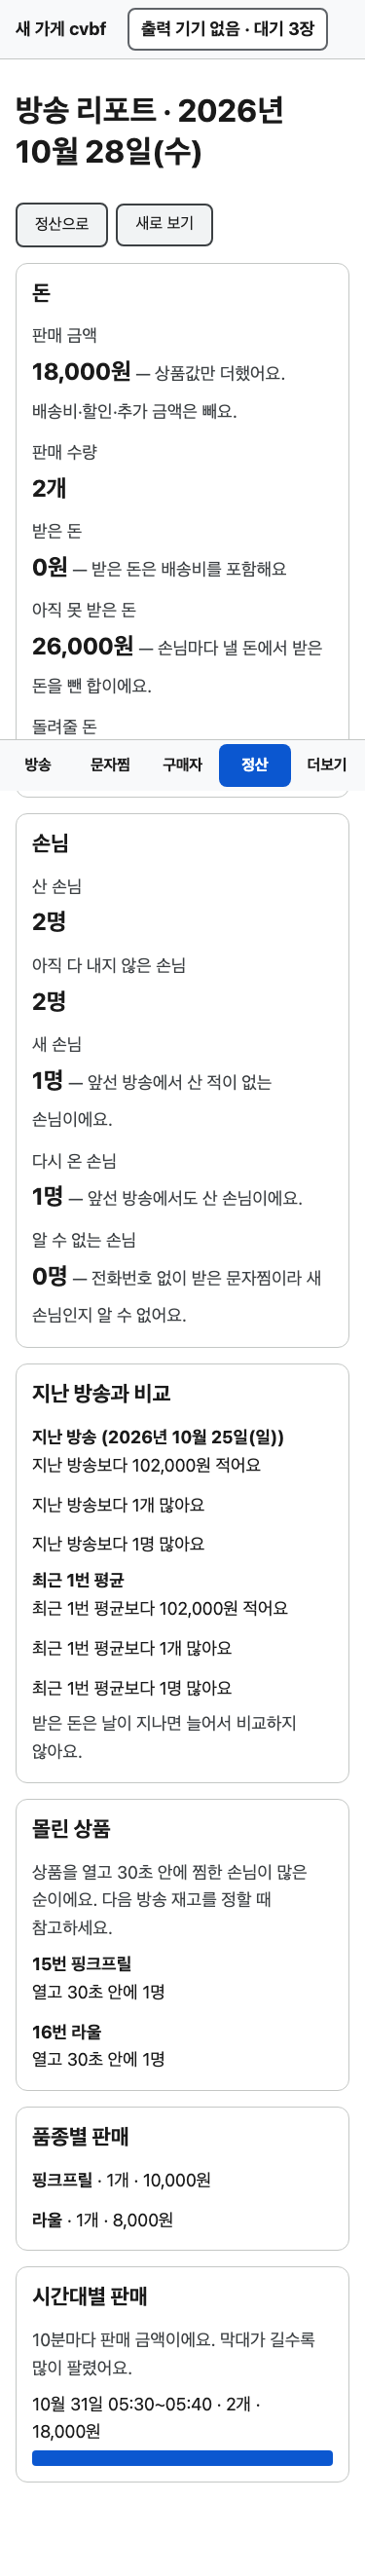 새 가게 cvbf
출력 기기 없음 · 대기 3장
방송 리포트 · 2026년
10월 28일(수)
정산으로
새로 보기
돈
판매 금액
18,000원 — 상품값만 더했어요.
배송비·할인·추가 금액은 빼요.
판매 수량
2개
받은 돈
0원 — 받은 돈은 배송비를 포함해요
아직 못 받은 돈
26,000원 — 손님마다 낼 돈에서 받은
돈을 뺀 합이에요.
돌려줄 돈
방송
문자찜
구매자
정산
더보기
손님
산 손님
2명
아직 다 내지 않은 손님
2명
새 손님
1명 — 앞선 방송에서 산 적이 없는
손님이에요.
다시 온 손님
1명 — 앞선 방송에서도 산 손님이에요.
알 수 없는 손님
0명 — 전화번호 없이 받은 문자찜이라 새
손님인지 알 수 없어요.
지난 방송과 비교
지난 방송 (2026년 10월 25일(일))
지난 방송보다 102,000원 적어요
지난 방송보다 1개 많아요
지난 방송보다 1명 많아요
최근 1번 평균
최근 1번 평균보다 102,000원 적어요
최근 1번 평균보다 1개 많아요
최근 1번 평균보다 1명 많아요
받은 돈은 날이 지나면 늘어서 비교하지
않아요.
몰린 상품
상품을 열고 30초 안에 찜한 손님이 많은
순이에요. 다음 방송 재고를 정할 때
참고하세요.
15번 핑크프릴
열고 30초 안에 1명
16번 라울
열고 30초 안에 1명
품종별 판매
핑크프릴 · 1개 · 10,000원
라울 · 1개 · 8,000원
시간대별 판매
10분마다 판매 금액이에요. 막대가 길수록
많이 팔렸어요.
10월 31일 05:30~05:40 · 2개 ·
18,000원